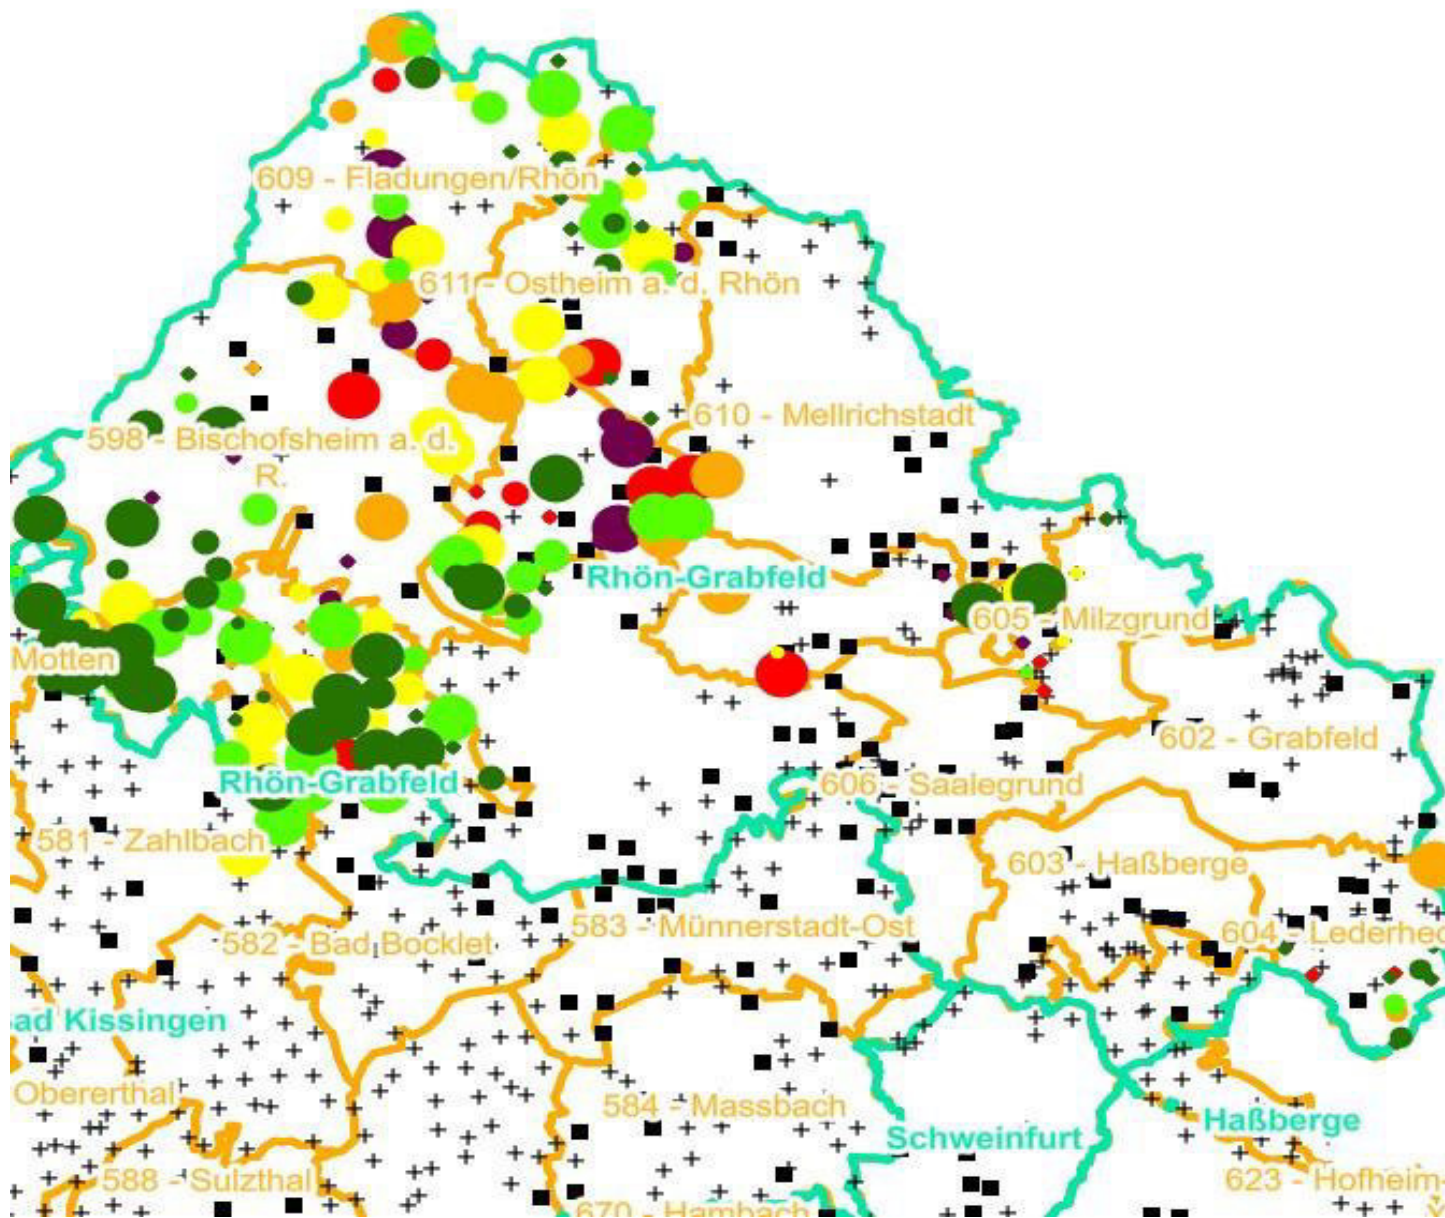 609 - Fladungen/Rhön
611 - Ostheim a. d. Rhön
610 - Mellrichstadt
598 - Bischofsheim a. d.
R.
Rhön-Grabfeld
605 - Milzgrund
Motten
602 - Grabfeld
Rhön-Grabfeld
606 - Saalegrund
581 - Zahlbach
603 - Haßberge
583 - Münnerstadt-Ost
604 - Lederhec
582 - Bad Bocklet
ad Kissingen
Obererthal
584 - Massbach
Haßberge
Schweinfurt
588 - Sulzthal
623 - Hofheim-
670 - Hambach